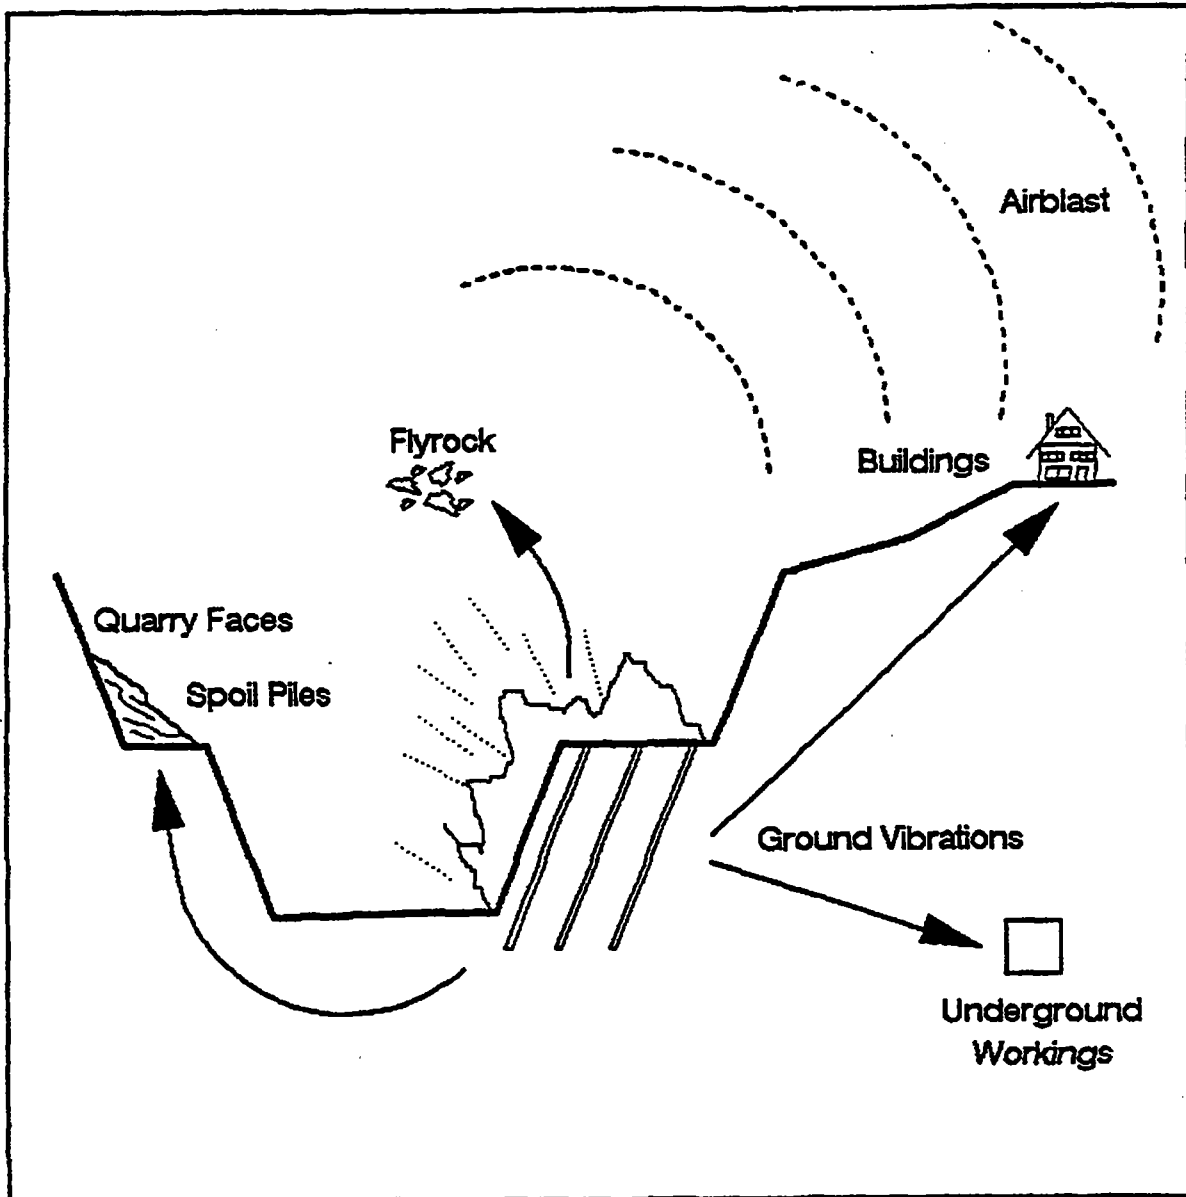 Airblast
Flyrock
Buildings
Quarry Faces
Spoil Piles
Ground Vibrations
Underground
Workings